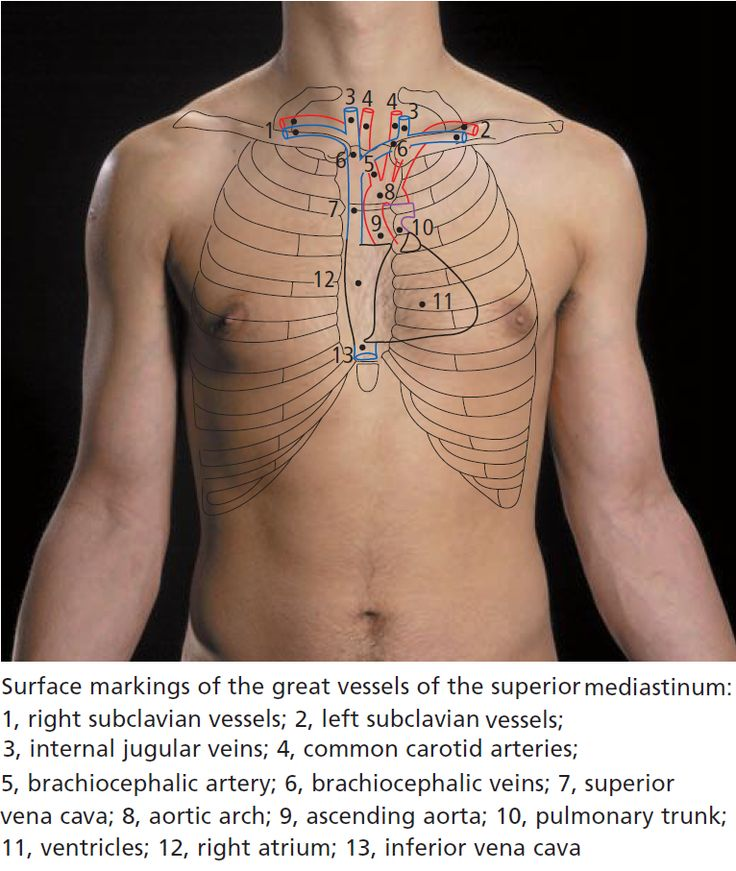 3 4 4 3
1 2
6 5 6
8
7
9 10
12
11
13
Surface markings of the great vessels of the superior mediastinum:
1, right subclavian vessels; 2, left subclavian vessels;
3, internal jugular veins; 4, common carotid arteries;
5, brachiocephalic artery; 6, brachiocephalic veins; 7, superior
vena cava; 8, aortic arch; 9, ascending aorta; 10, pulmonary trunk;
11, ventricles; 12, right atrium; 13, inferior vena cava